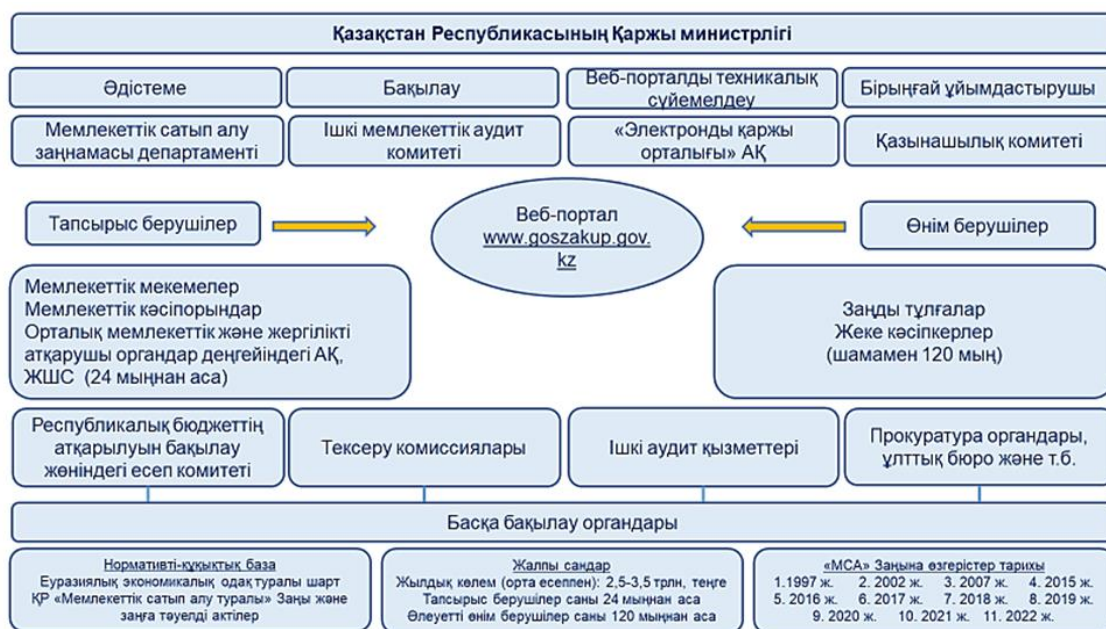 Қазақстан Республикасының Қаржы министрлігі
Әдістеме
Бақылау
Веб-порталды техникалық
сүйемелдеу
Бірыңғай ұйымдастырушы
Мемлекеттік сатып алу
заңнамасы департаменті
Ішкі мемлекеттік аудит
комитеті
«Электронды қаржы
орталығы» АҚ
Қазынашылық комитеті
Тапсырыс берушілер
Веб-портал
www.goszakup.gov.
kz
Өнім берушілер
Мемлекеттік мекемелер
Мемлекеттік кәсіпорындар
Орталық мемлекеттік және жергілікті
атқарушы органдар деңгейіндегі АҚ,
ЖШС (24 мыңнан аса)
Заңды тұлғалар
Жеке кәсіпкерлер
(шамамен 120 мың)
Республикалық бюджеттің
атқарылуын бақылау
жөніндегі есеп комитеті
Тексеру комиссиялары
Ішкі аудит қызметтері
Прокуратура органдары,
ұлттық бюро және т.б.
Басқа бақылау органдары
Нормативті-құқықтық база
Еуразиялық экономикалық одақ туралы шарт
ҚР «Мемлекеттік сатып алу туралы» Заңы және
заңға тәуелді актілер
Жалпы сандар
Жылдық көлем (орта есеппен): 2,5-3,5 трлн, теңге
Тапсырыс берушілер саны 24 мыңнан аса
Әлеуетті өнім берушілер саны 120 мыңнан аса
«МСА» Заңына өзгерістер тарихы
1.1997 ж. 2. 2002 ж. 3. 2007 ж. 4. 2015 ж.
5. 2016 ж. 6. 2017 ж. 7. 2018 ж. 8. 2019 ж.
9. 2020 ж. 10. 2021 ж. 11. 2022 ж.